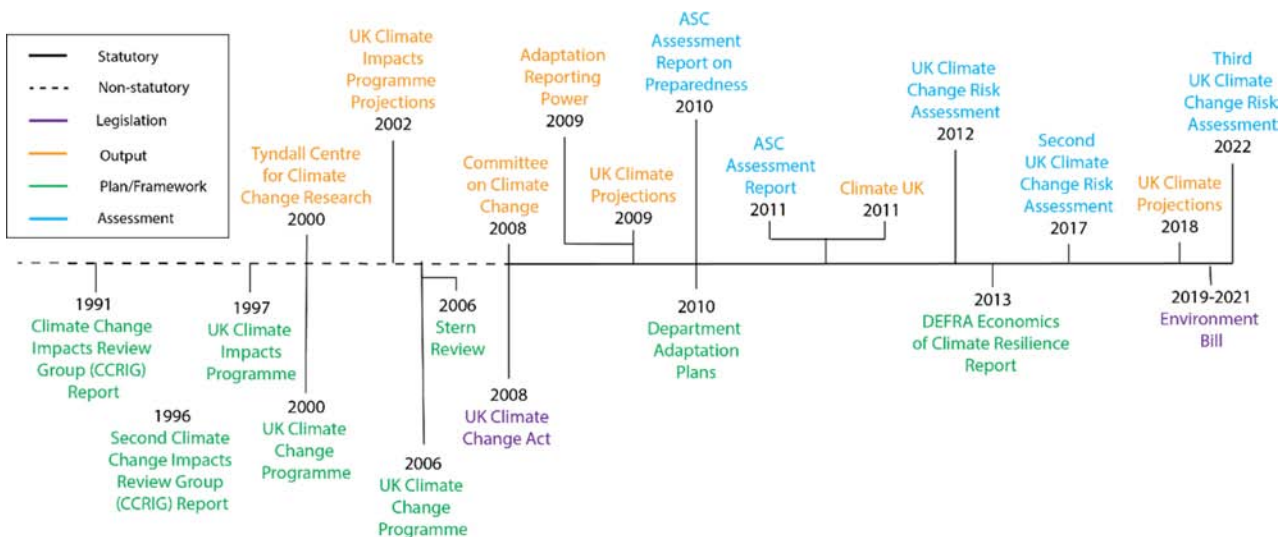 Statutory
Non-statutory
Legislation
Output
Plan/Framework
Assessment
UK Climate
Impacts
Programme
Projections
2002
Tyndall Centre
for Climate
Change Research
2000
Committee
on Climate
Change
2008
Adaptation
Reporting
Power
2009
UK Climate
Projections
2009
ASC
Assessment
Report on
Preparedness
2010
ASC
Assessment
Report
2011
Climate UK
2011
UK Climate
Change Risk
Assessment
2012
Second
UK Climate
Change Risk
Assessment
2017
UK Climate
Projections
2018
Third
UK Climate
Change Risk
Assessment
2022
1991
Climate Change
Impacts Review
Group (CCRIG)
Report
1996
Second Climate
Change Impacts
Review Group
(CCRIG) Report
1997
UK Climate
Impacts
Programme
2000
UK Climate
Change
Programme
2006
Stern
Review
2006
UK Climate
Change
Programme
2008
UK Climate
Change Act
2010
Department
Adaptation
Plans
2013
DEFRA Economics
of Climate Resilience
Report
2019-2021
Environment
Bill